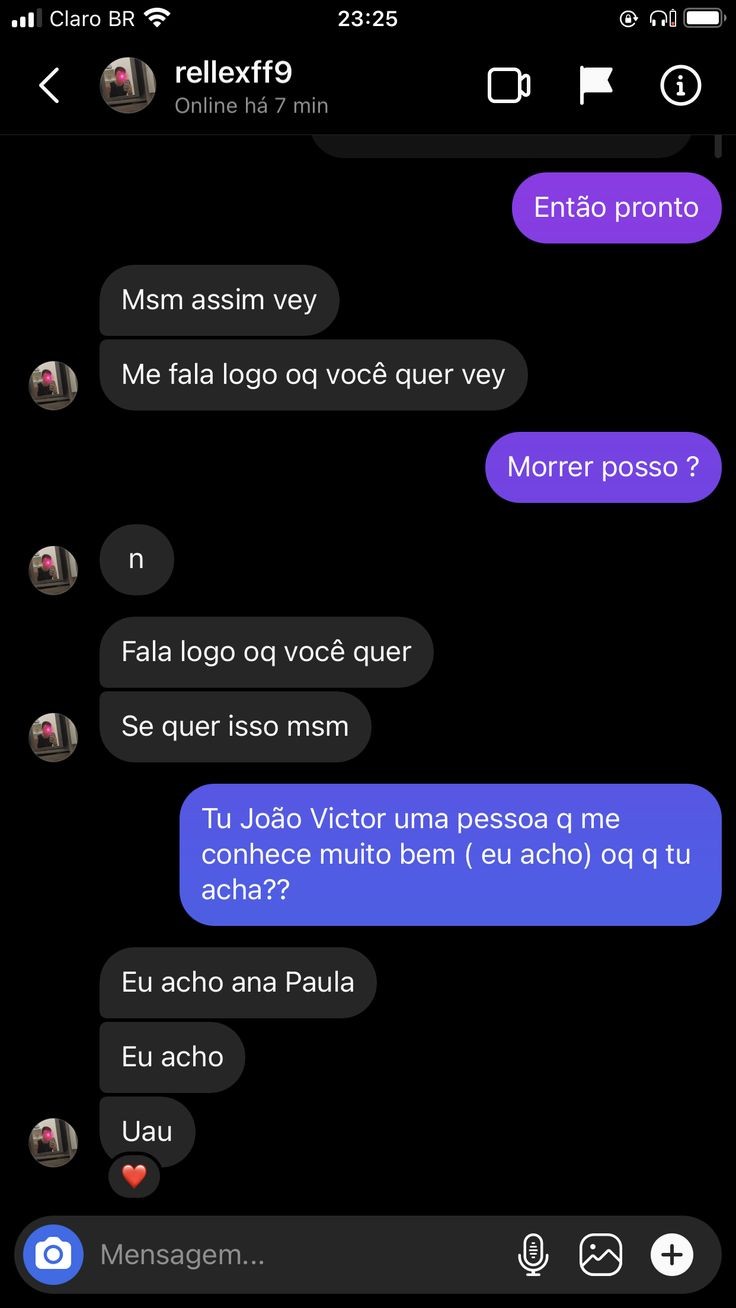 Claro BR
23:25
rellexff9
Online há 7 min
Então pronto
Msm assim vey
Me fala logo oq você quer vey
Morrer posso ?
n
Fala logo oq você quer
Se quer isso msm
Tu João Victor uma pessoa q me
conhece muito bem ( eu acho) oq q tu
acha??
Eu acho ana Paula
Eu acho
Uau
Mensagem...